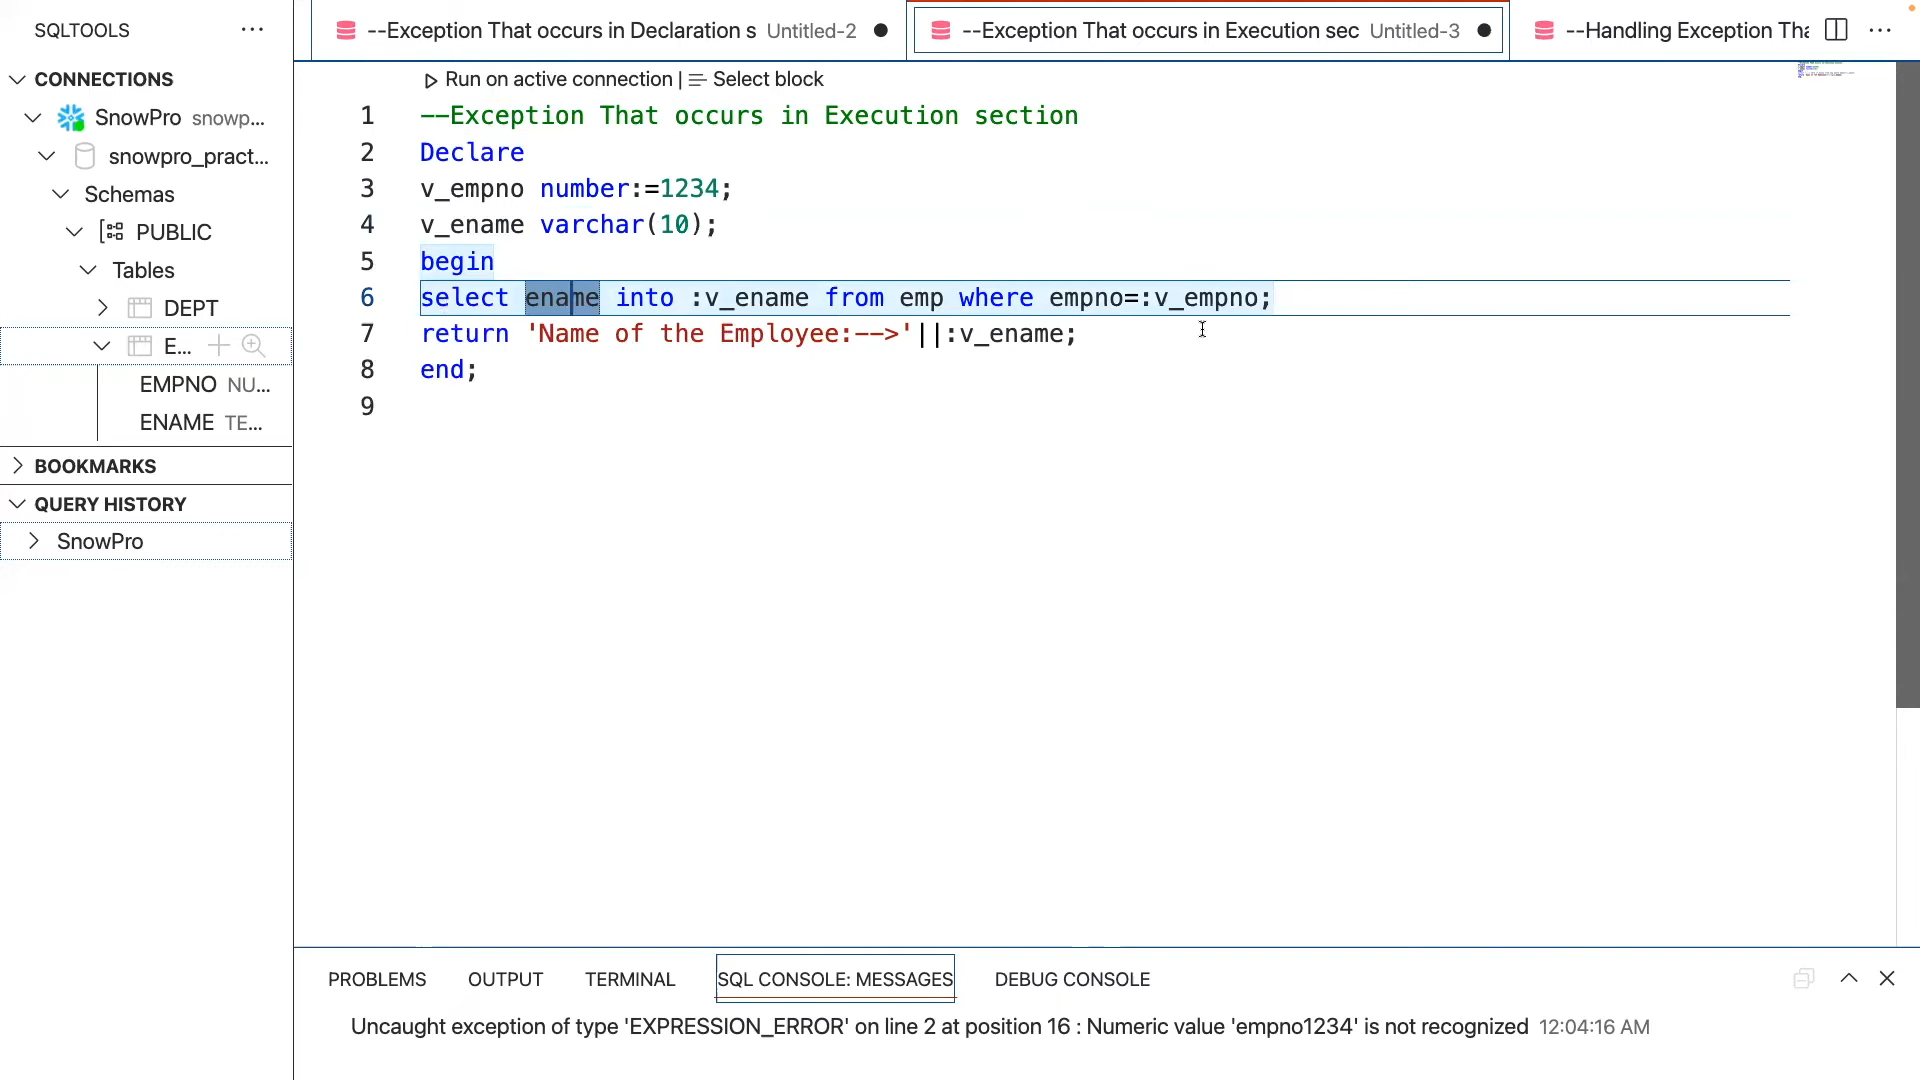 SQLTOOLS
CONNECTIONS
SnowPro snowp...
snowpro_pract...
Schemas
PUBLIC
Tables
DEPT
E...
EMPNO NU...
ENAME TE...
BOOKMARKS
QUERY HISTORY
SnowPro
--Exception That occurs in Declaration s Untitled-2
--Exception That occurs in Execution sec Untitled-3
--Handling Exception Tha
Run on active connection | Select block
1 --Exception That occurs in Execution section
2 Declare
3 v_empno number:=1234;
4 v_ename varchar(10);
5 begin
6 select ename into :v_ename from emp where empno=:v_empno;
7 return 'Name of the Employee:-->'||:v_ename;
8 end;
9
PROBLEMS OUTPUT TERMINAL SQL CONSOLE: MESSAGES DEBUG CONSOLE
Uncaught exception of type 'EXPRESSION_ERROR' on line 2 at position 16 : Numeric value 'empno1234' is not recognized 12:04:16 AM